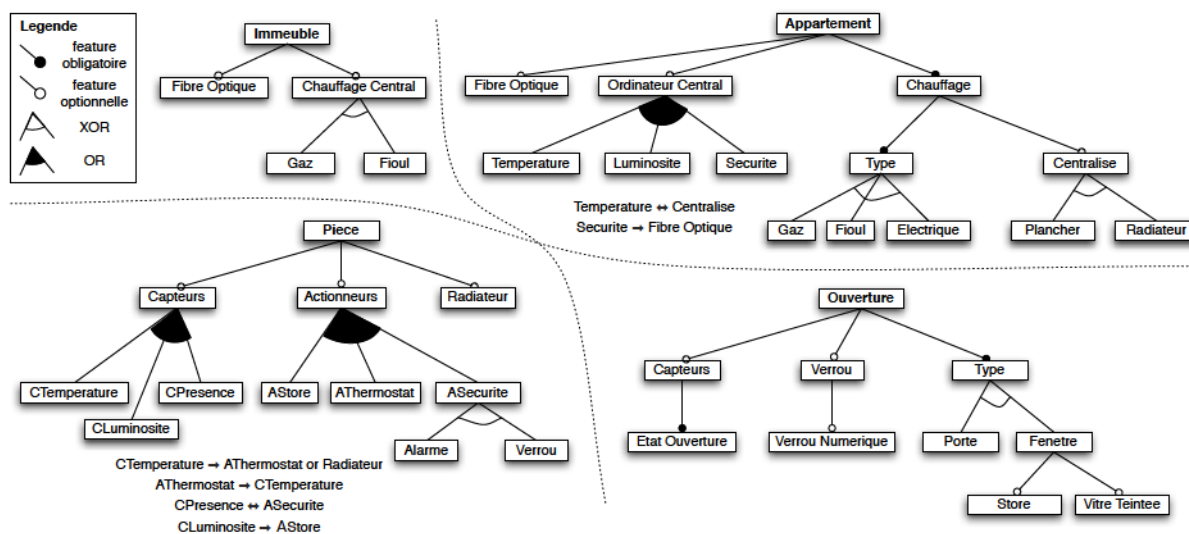 Legende
feature
obligatoire
feature
optionnelle
XOR
OR
Immeuble
Fibre Optique
Chauffage Central
Gaz
Fioul
Appartement
Fibre Optique
Ordinateur Central
Chauffage
Temperature
Luminosite
Securite
Type
Centralise
Gaz
Fioul
Electrique
Plancher
Radiateur
Temperature ↔ Centralise
Securite → Fibre Optique
Piece
Capteurs
Actionneurs
Radiateur
CTemperature
CPresence
AStore
AThermostat
ASecurite
CLuminosite
Alarme
Verrou
CTemperature → AThermostat or Radiateur
AThermostat → CTemperature
CPresence ↔ ASecurite
CLuminosite → AStore
Ouverture
Capteurs
Verrou
Type
Etat Ouverture
Verrou Numerique
Porte
Fenetre
Store
Vitre Teintee